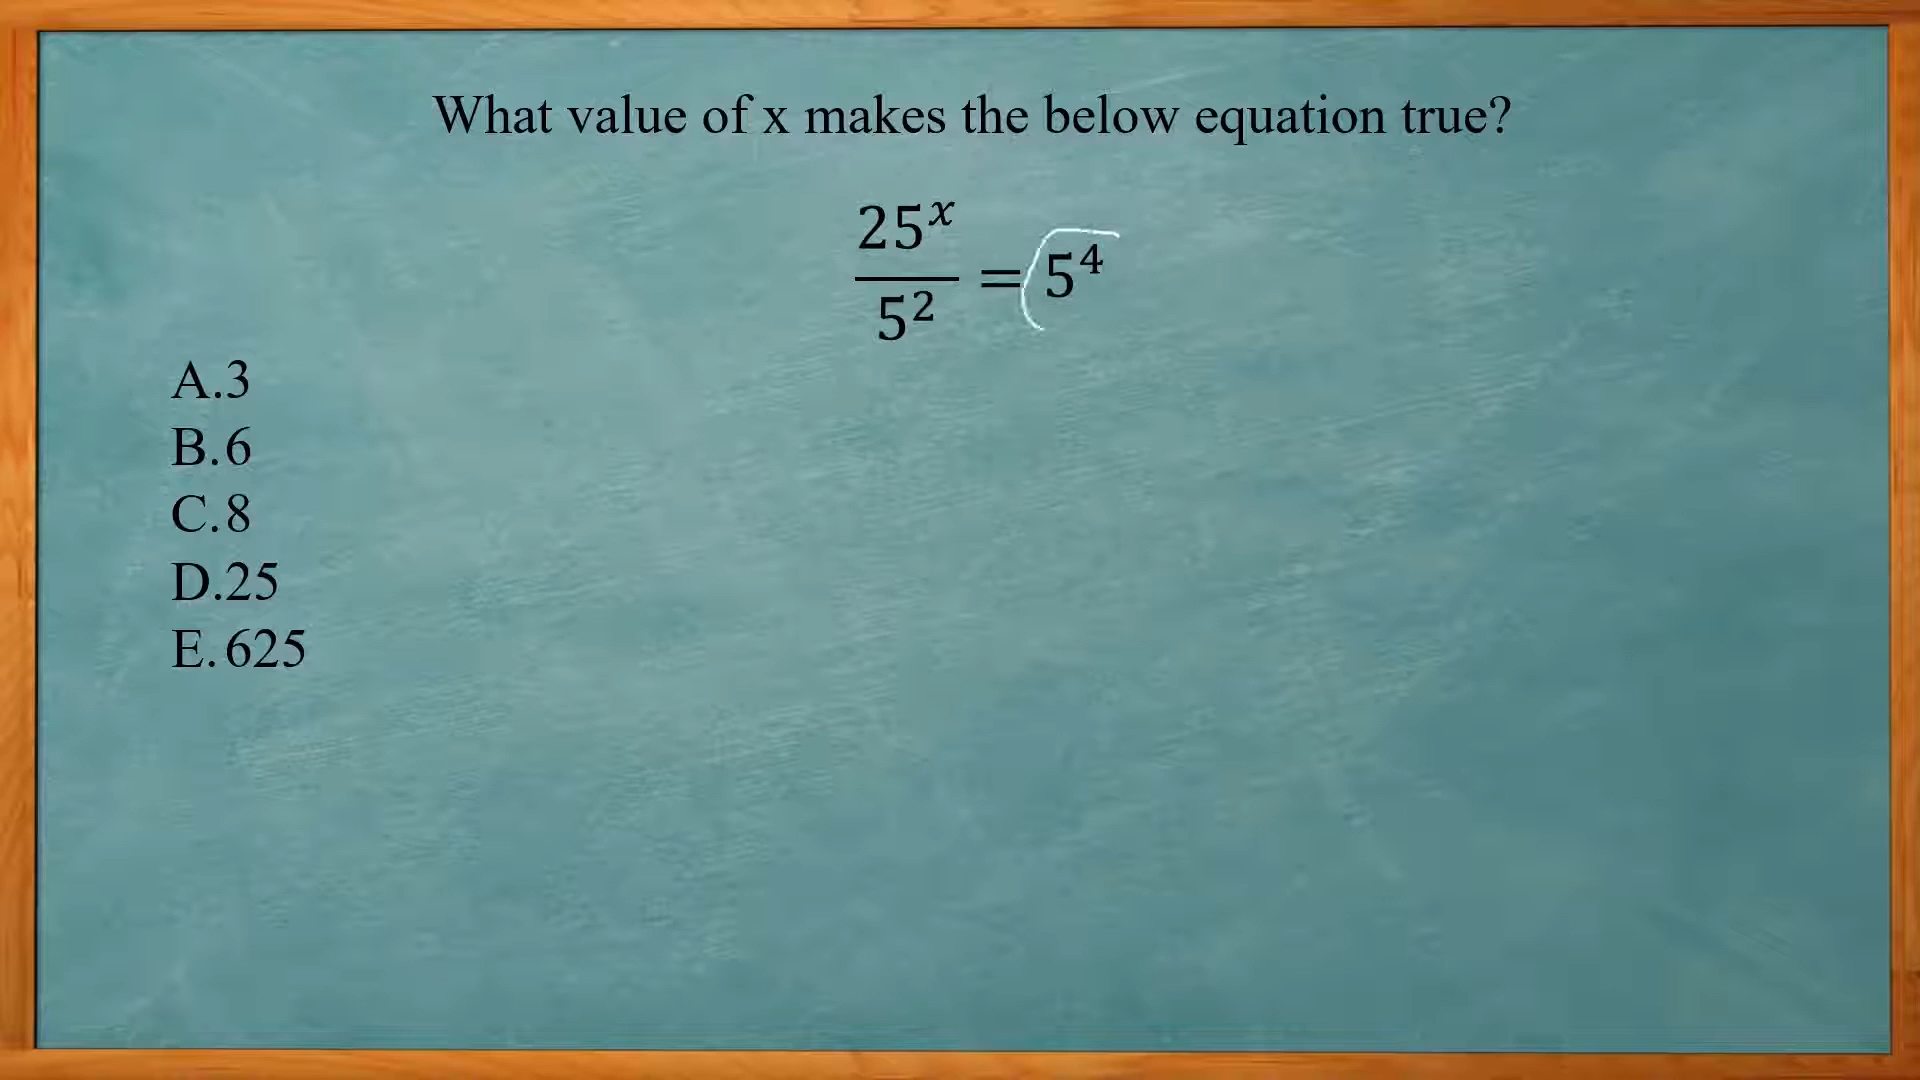 What value of x makes the below equation true?
25^x / 5^2 = 5^4
A.3
B.6
C.8
D.25
E.625